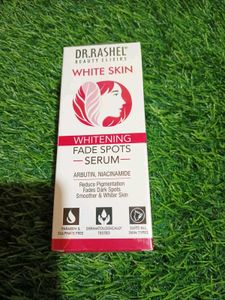 DR.RASHEL®
BEAUTY ELIXIRS
WHITE SKIN
WHITENING
FADE SPOTS
SERUM
ARBUTIN, NIACINAMIDE
Reduce Pigmentation
Fades Dark Spots
Smoother & Whiter Skin
PARABEN &
SULPHATE FREE
DERMATOLOGICALLY
TESTED
SUITS ALL
SKIN TYPES